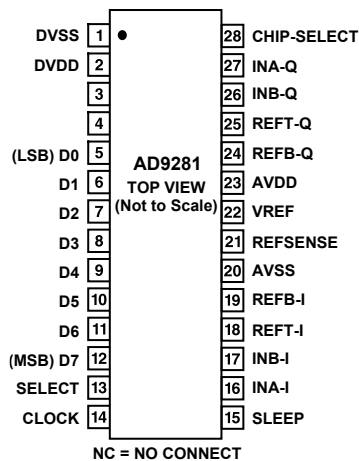 DVSS 1
DVDD 2
3
4
(LSB) D0 5
D1 6
D2 7
D3 8
D4 9
D5 10
D6 11
(MSB) D7 12
SELECT 13
CLOCK 14
AD9281
TOP VIEW
(Not to Scale)
28 CHIP-SELECT
27 INA-Q
26 INB-Q
25 REFT-Q
24 REFB-Q
23 AVDD
22 VREF
21 REFSENSE
20 AVSS
19 REFB-I
18 REFT-I
17 INB-I
16 INA-I
15 SLEEP
NC = NO CONNECT